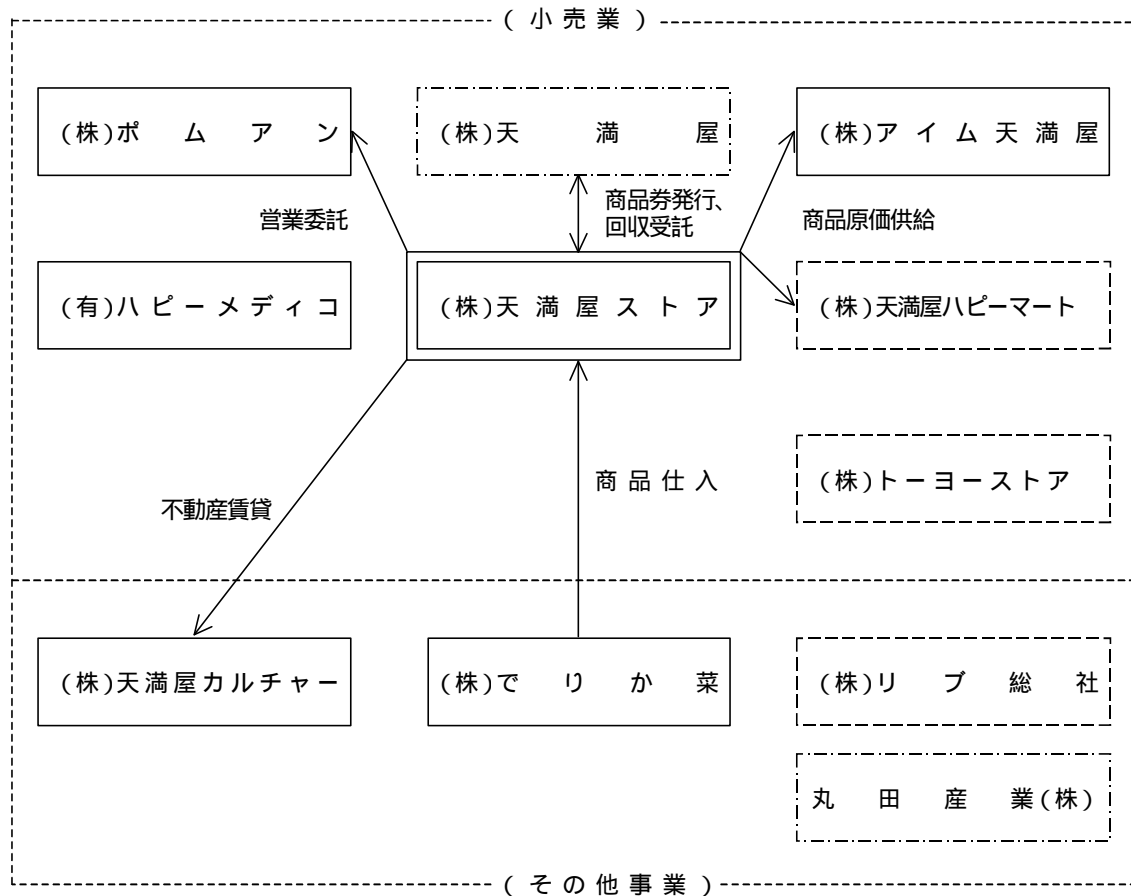 (小売業)
(株)ポムアン
(株)天満屋
(株)アイム天満屋
営業委託
商品券発行、
回収受託
商品原価供給
(有)ハピーメディコ
(株)天満屋ストア
(株)天満屋ハピーマート
不動産賃貸
商品仕入
(株)トーヨーストア
(株)天満屋カルチャー
(株)でりか菜
(株)リブ総社
丸田産業(株)
(その他事業)